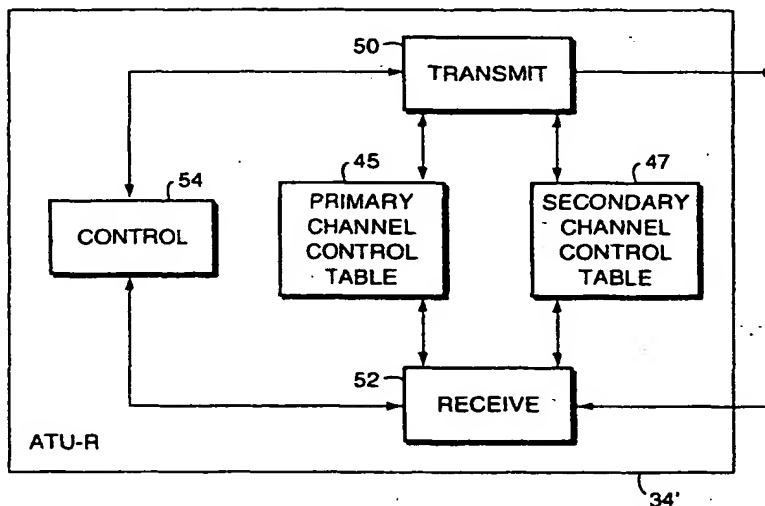 50
TRANSMIT
45
PRIMARY
CHANNEL
CONTROL
TABLE
47
SECONDARY
CHANNEL
CONTROL
TABLE
54
CONTROL
52
RECEIVE
ATU-R
34'